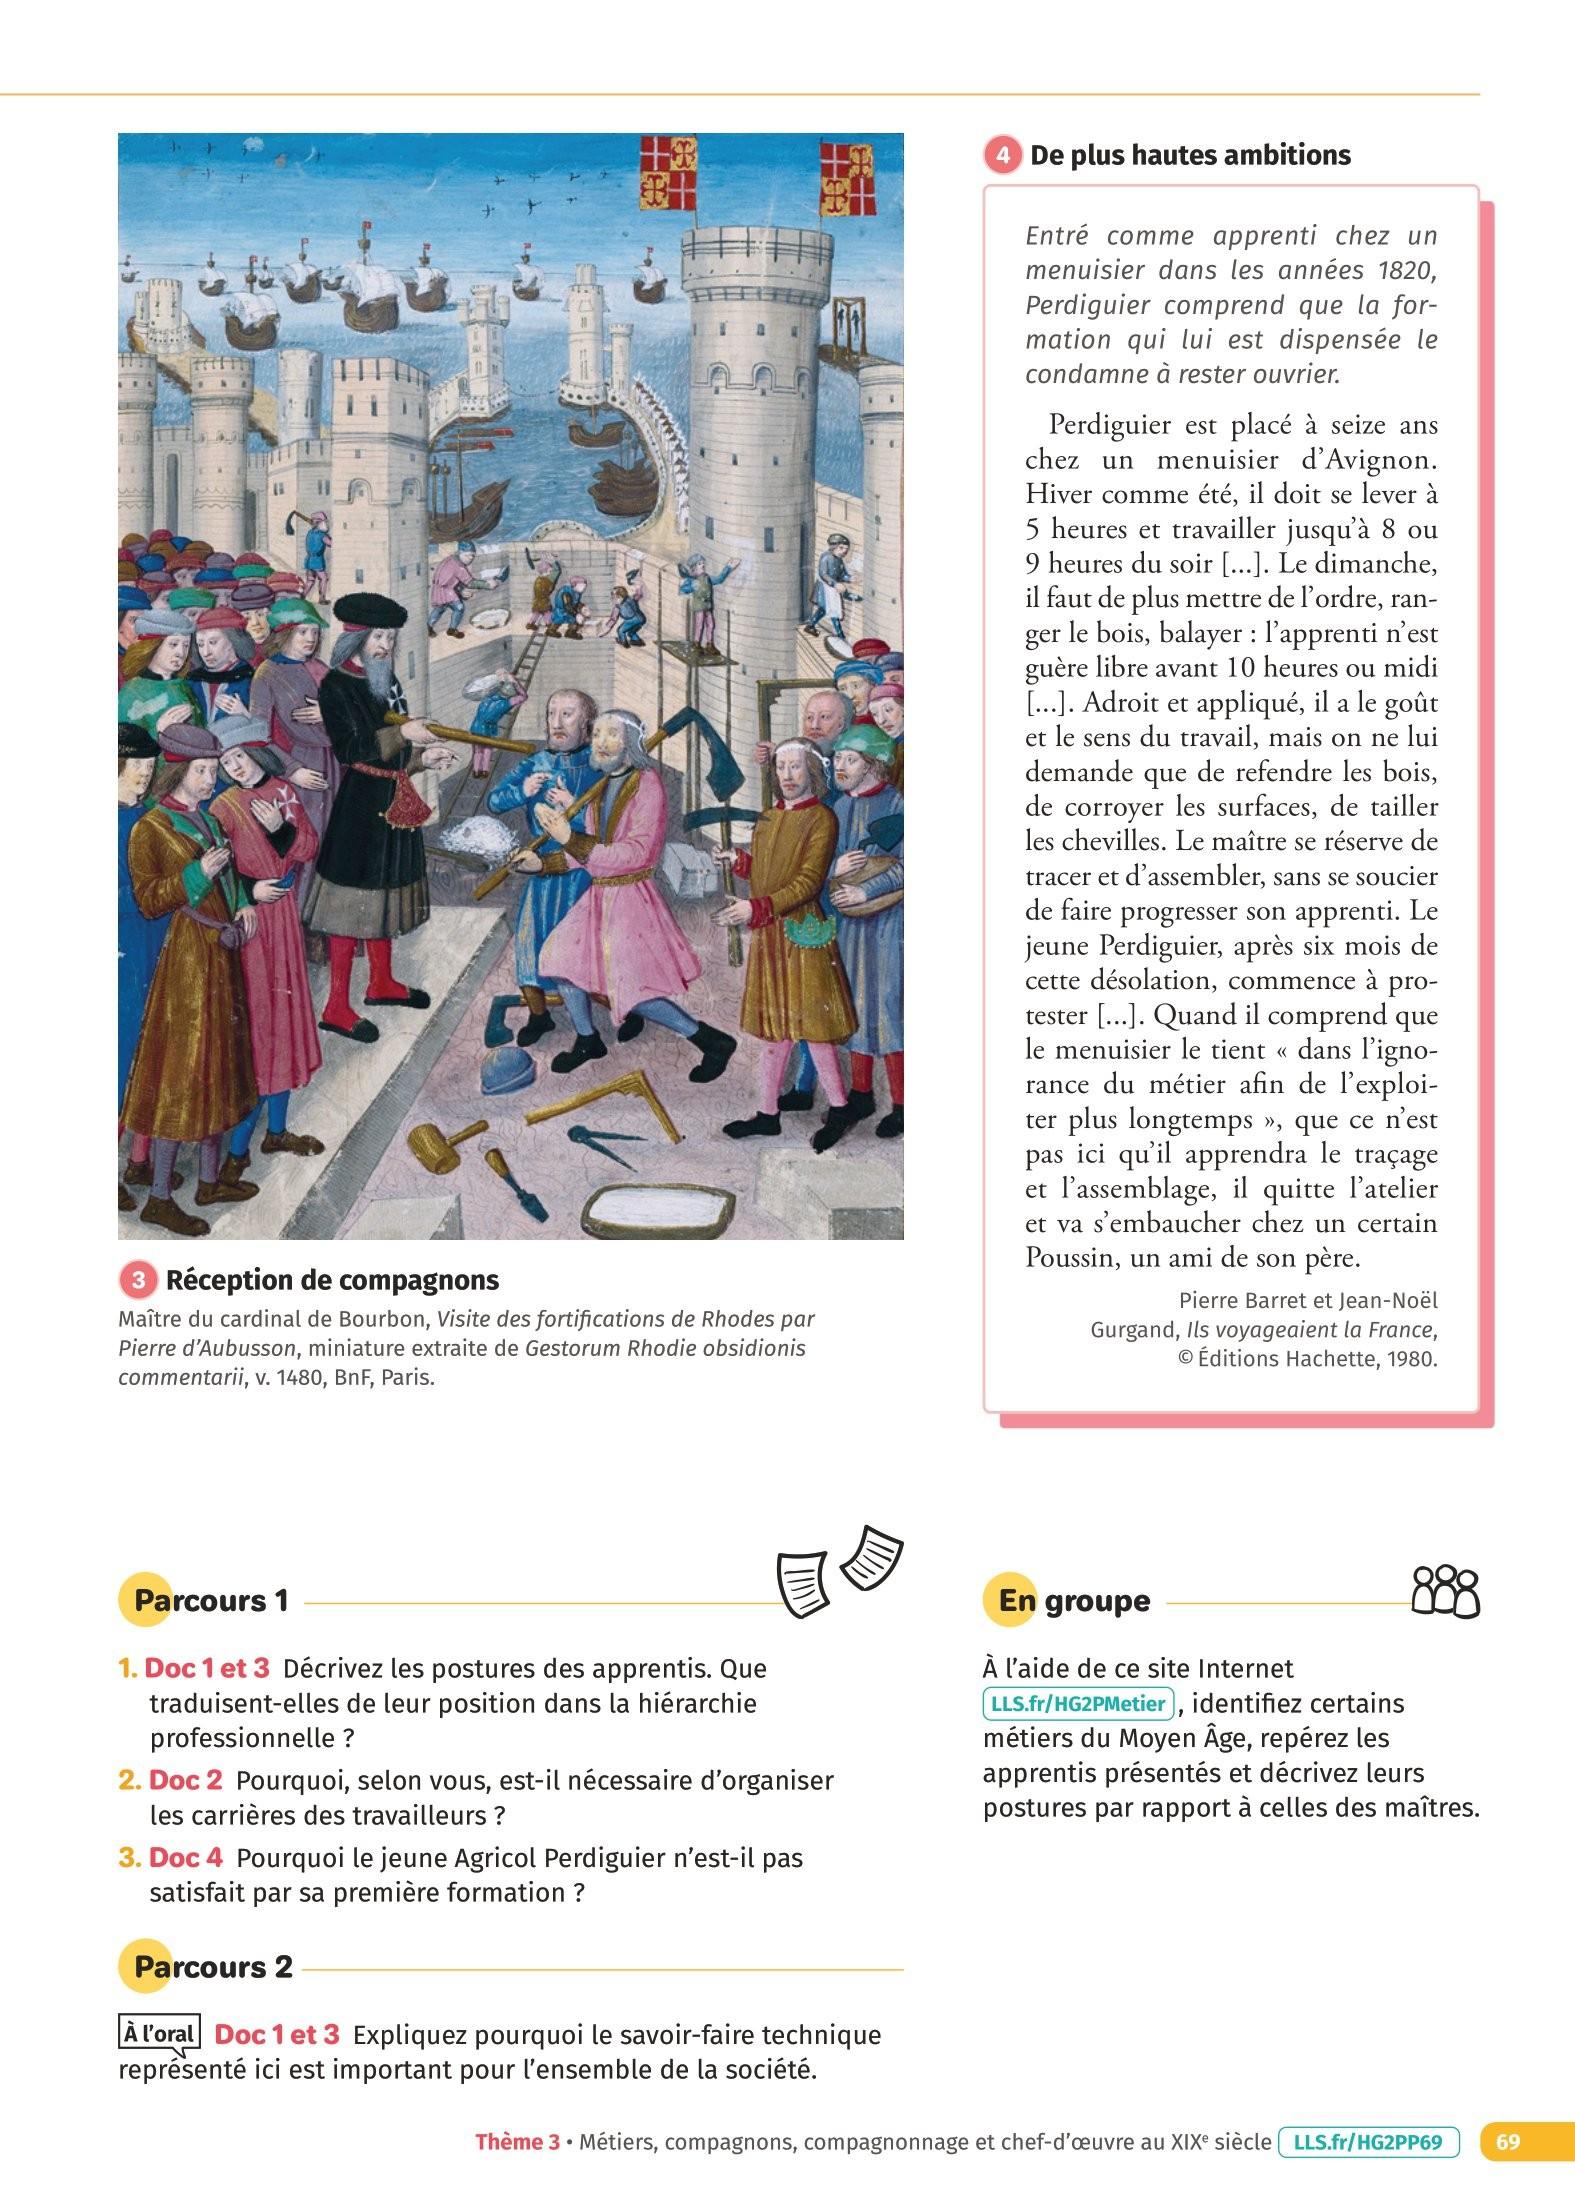 3 Réception de compagnons
Maître du cardinal de Bourbon, Visite des fortifications de Rhodes par
Pierre d’Aubusson, miniature extraite de Gestorum Rhodie obsidionis
commentarii, v. 1480, BnF, Paris.
4 De plus hautes ambitions
Entré comme apprenti chez un
menuisier dans les années 1820,
Perdiguier comprend que la for-
mation qui lui est dispensée le
condamne à rester ouvrier.
Perdiguier est placé à seize ans
chez un menuisier d’Avignon.
Hiver comme été, il doit se lever à
5 heures et travailler jusqu’à 8 ou
9 heures du soir [...]. Le dimanche,
il faut de plus mettre de l’ordre, ran-
ger le bois, balayer : l’apprenti n’est
guère libre avant 10 heures ou midi
[...]. Adroit et appliqué, il a le goût
et le sens du travail, mais on ne lui
demande que de refendre les bois,
de corroyer les surfaces, de tailler
les chevilles. Le maître se réserve de
tracer et d’assembler, sans se soucier
de faire progresser son apprenti. Le
jeune Perdiguier, après six mois de
cette désolation, commence à pro-
tester [...]. Quand il comprend que
le menuisier le tient « dans l’igno-
rance du métier afin de l’exploi-
ter plus longtemps », que ce n’est
pas ici qu’il apprendra le traçage
et l’assemblage, il quitte l’atelier
et va s’embaucher chez un certain
Poussin, un ami de son père.
Pierre Barret et Jean-Noël
Gurgand, Ils voyageaient la France,
© Éditions Hachette, 1980.
Parcours 1
1. Doc 1 et 3 Décrivez les postures des apprentis. Que
traduisent-elles de leur position dans la hiérarchie
professionnelle ?
2. Doc 2 Pourquoi, selon vous, est-il nécessaire d’organiser
les carrières des travailleurs ?
3. Doc 4 Pourquoi le jeune Agricol Perdiguier n’est-il pas
satisfait par sa première formation ?
Parcours 2
À l’oral Doc 1 et 3 Expliquez pourquoi le savoir-faire technique
représenté ici est important pour l’ensemble de la société.
En groupe
À l’aide de ce site Internet
LLS.fr/HG2PMetier, identifiez certains
métiers du Moyen Âge, repérez les
apprentis présentés et décrivez leurs
postures par rapport à celles des maîtres.
Thème 3 • Métiers, compagnons, compagnonnage et chef-d’œuvre au XIXe siècle LLS.fr/HG2PP69 69